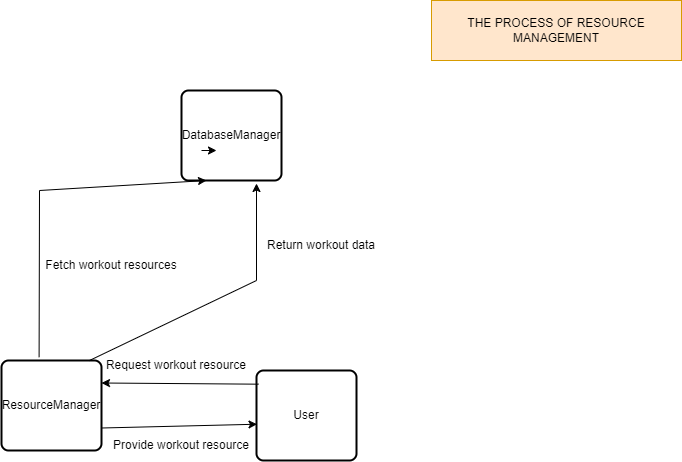 THE PROCESS OF RESOURCE
MANAGEMENT
DatabaseManager
Return workout data
Fetch workout resources
Request workout resource
ResourceManager
User
Provide workout resource